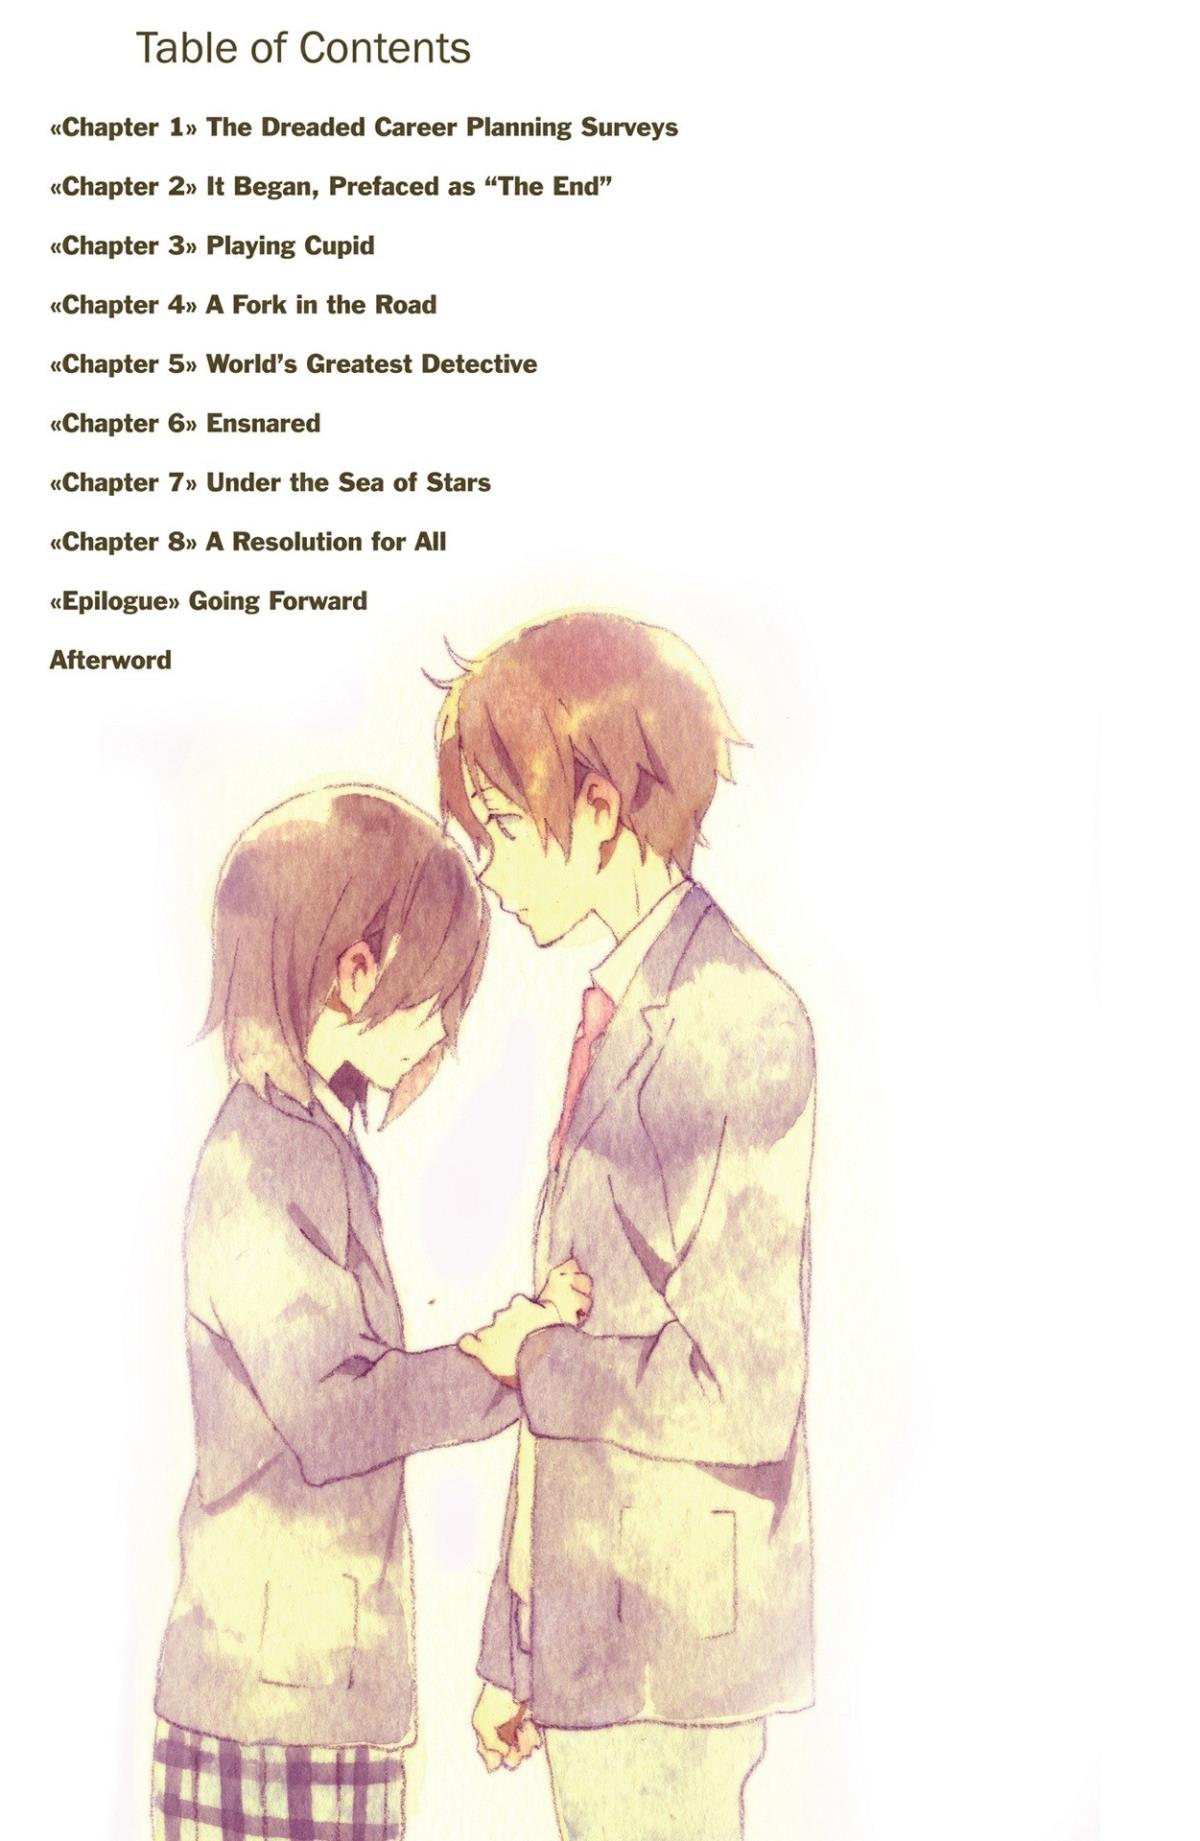 Table of Contents
«Chapter 1» The Dreaded Career Planning Surveys
«Chapter 2» It Began, Prefaced as “The End”
«Chapter 3» Playing Cupid
«Chapter 4» A Fork in the Road
«Chapter 5» World’s Greatest Detective
«Chapter 6» Ensnared
«Chapter 7» Under the Sea of Stars
«Chapter 8» A Resolution for All
«Epilogue» Going Forward
Afterword